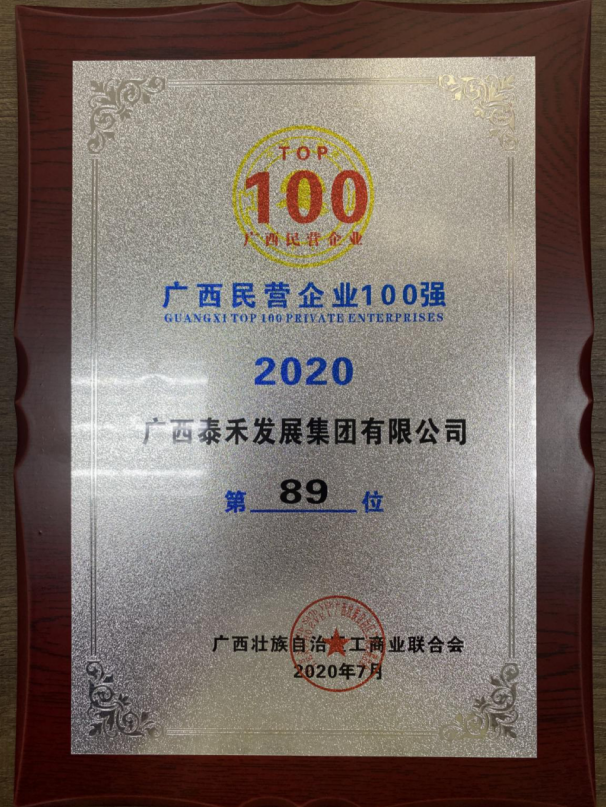 TOP
100
广西民营企业
广西民营企业100强
GUANGXI TOP 100 PRIVATE ENTERPRISES
2020
广西泰禾发展集团有限公司
第 89 位
广西壮族自治区工商业联合会
2020年7月